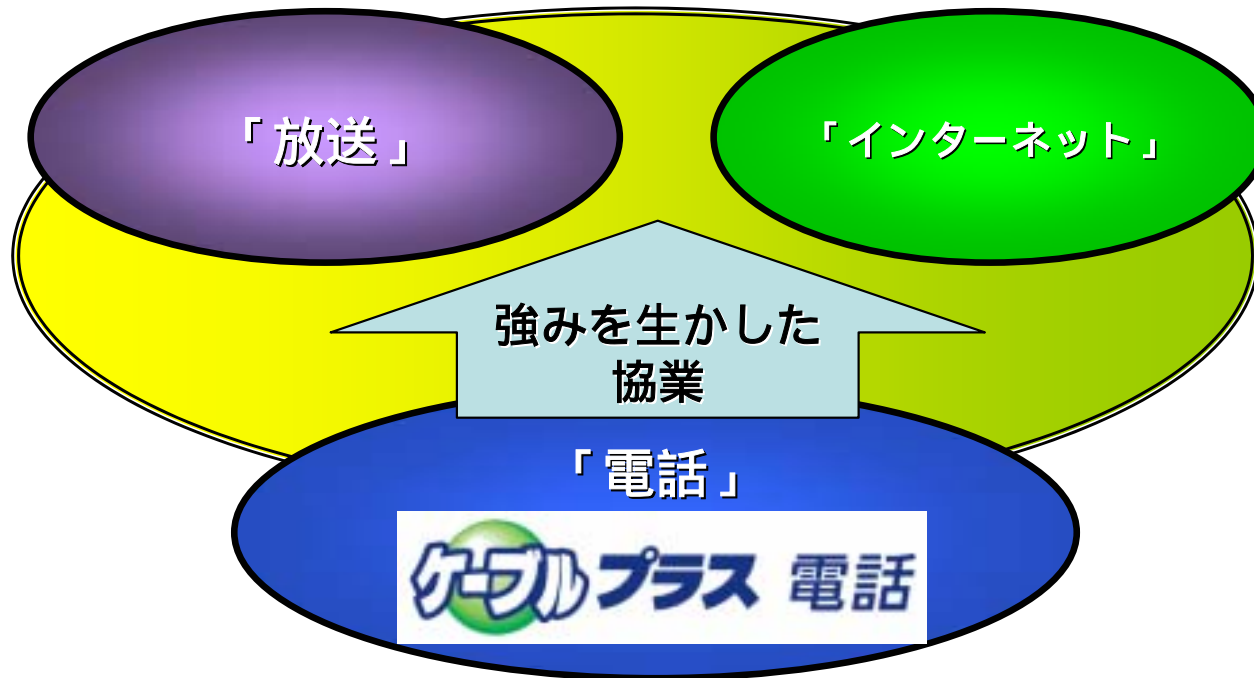 「放送」
「インターネット」
強みを生かした
協業
「電話」
ケーブルプラス 電話